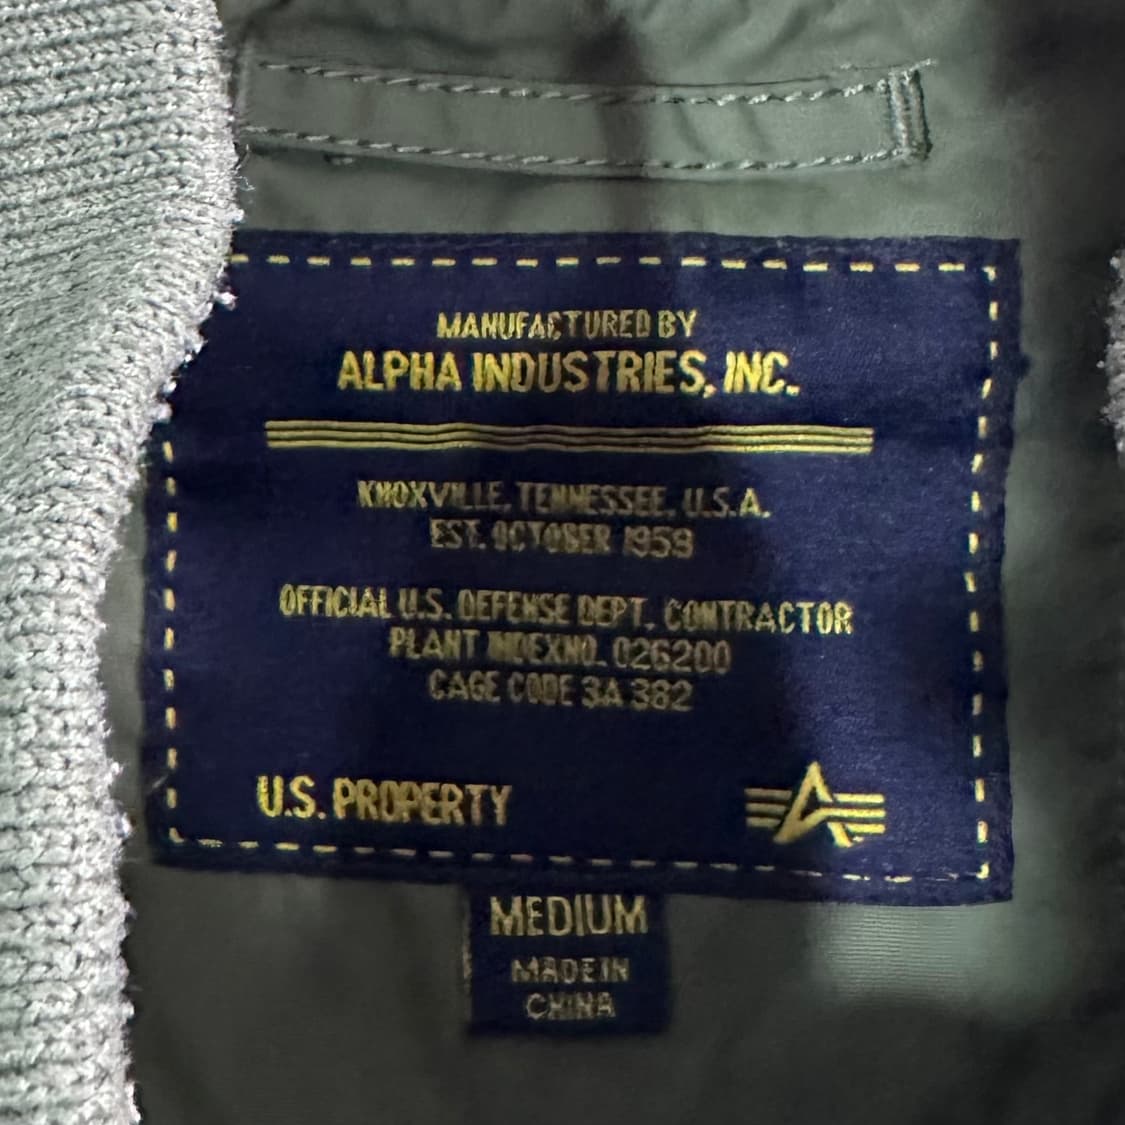 MANUFACTURED BY
ALPHA INDUSTRIES, INC.
KNOXVILLE, TENNESSEE, U.S.A.
EST. OCTOBER 1959
OFFICIAL U.S. DEFENSE DEPT. CONTRACTOR
PLANT INDEXNO. 026200
CAGE CODE 3A 382
U.S. PROPERTY
MEDIUM
MADE IN
CHINA